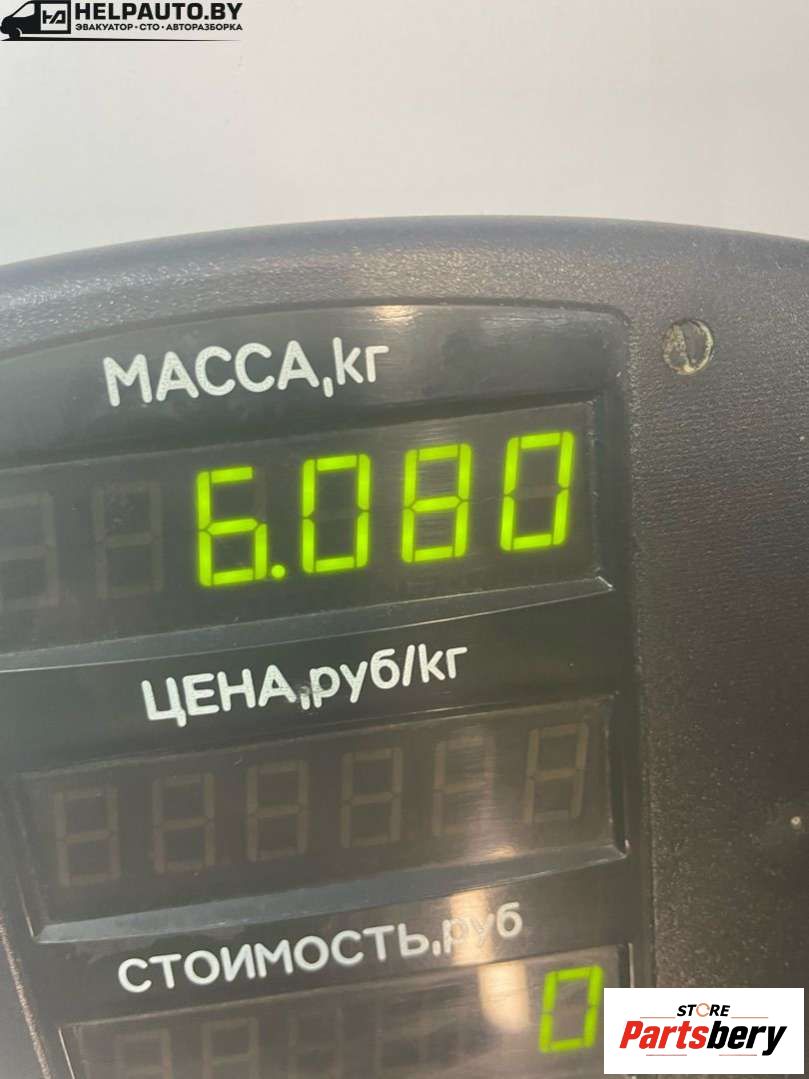 HELPAUTO.BY
ЭВАКУАТОР • СТО • АВТОРАЗБОРКА
МАССА,кг
6.080
ЦЕНА,руб/кг
СТОИМОСТЬ,руб
0
STORE
Partsbery